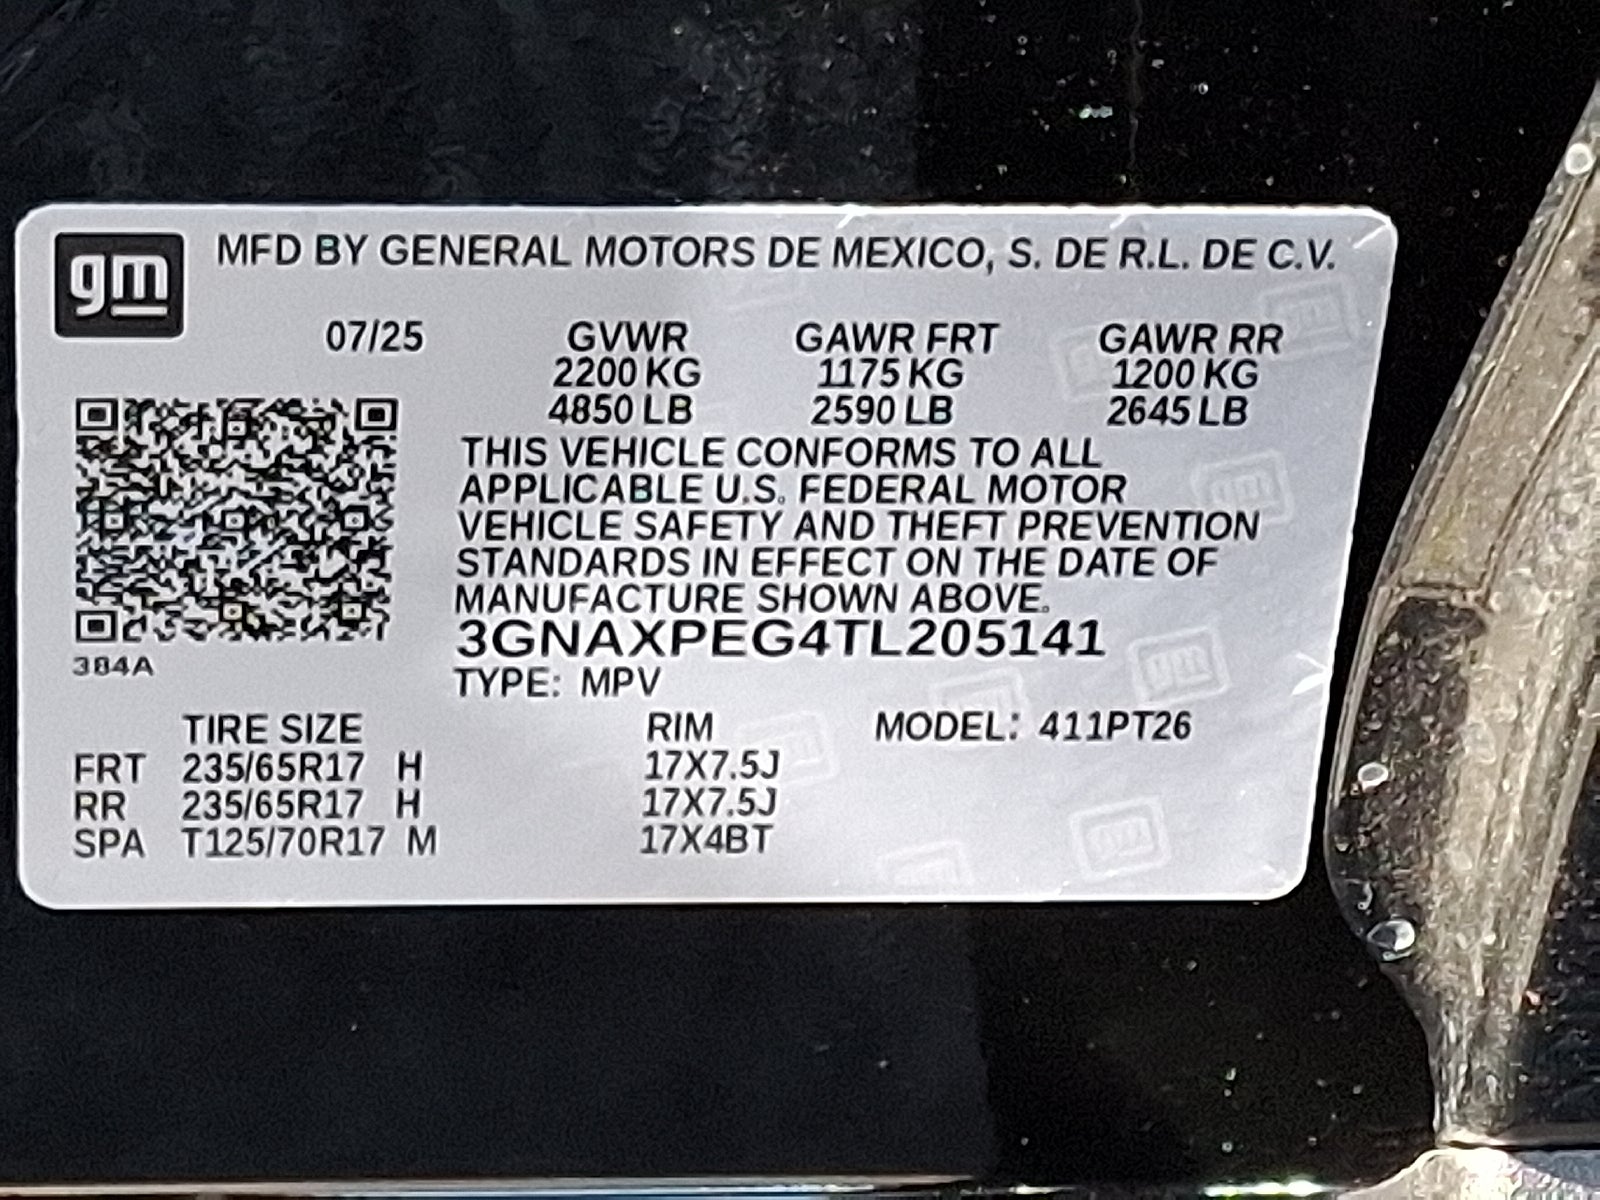 gm MFD BY GENERAL MOTORS DE MEXICO, S. DE R.L. DE C.V.
07/25 GVWR GAWR FRT GAWR RR
2200 KG 1175 KG 1200 KG
4850 LB 2590 LB 2645 LB
THIS VEHICLE CONFORMS TO ALL
APPLICABLE U.S. FEDERAL MOTOR
VEHICLE SAFETY AND THEFT PREVENTION
STANDARDS IN EFFECT ON THE DATE OF
MANUFACTURE SHOWN ABOVE.
3GNAXPEG4TL205141
384A
TYPE: MPV
TIRE SIZE RIM MODEL: 411PT26
FRT 235/65R17 H 17X7.5J
RR 235/65R17 H 17X7.5J
SPA T125/70R17 M 17X4BT